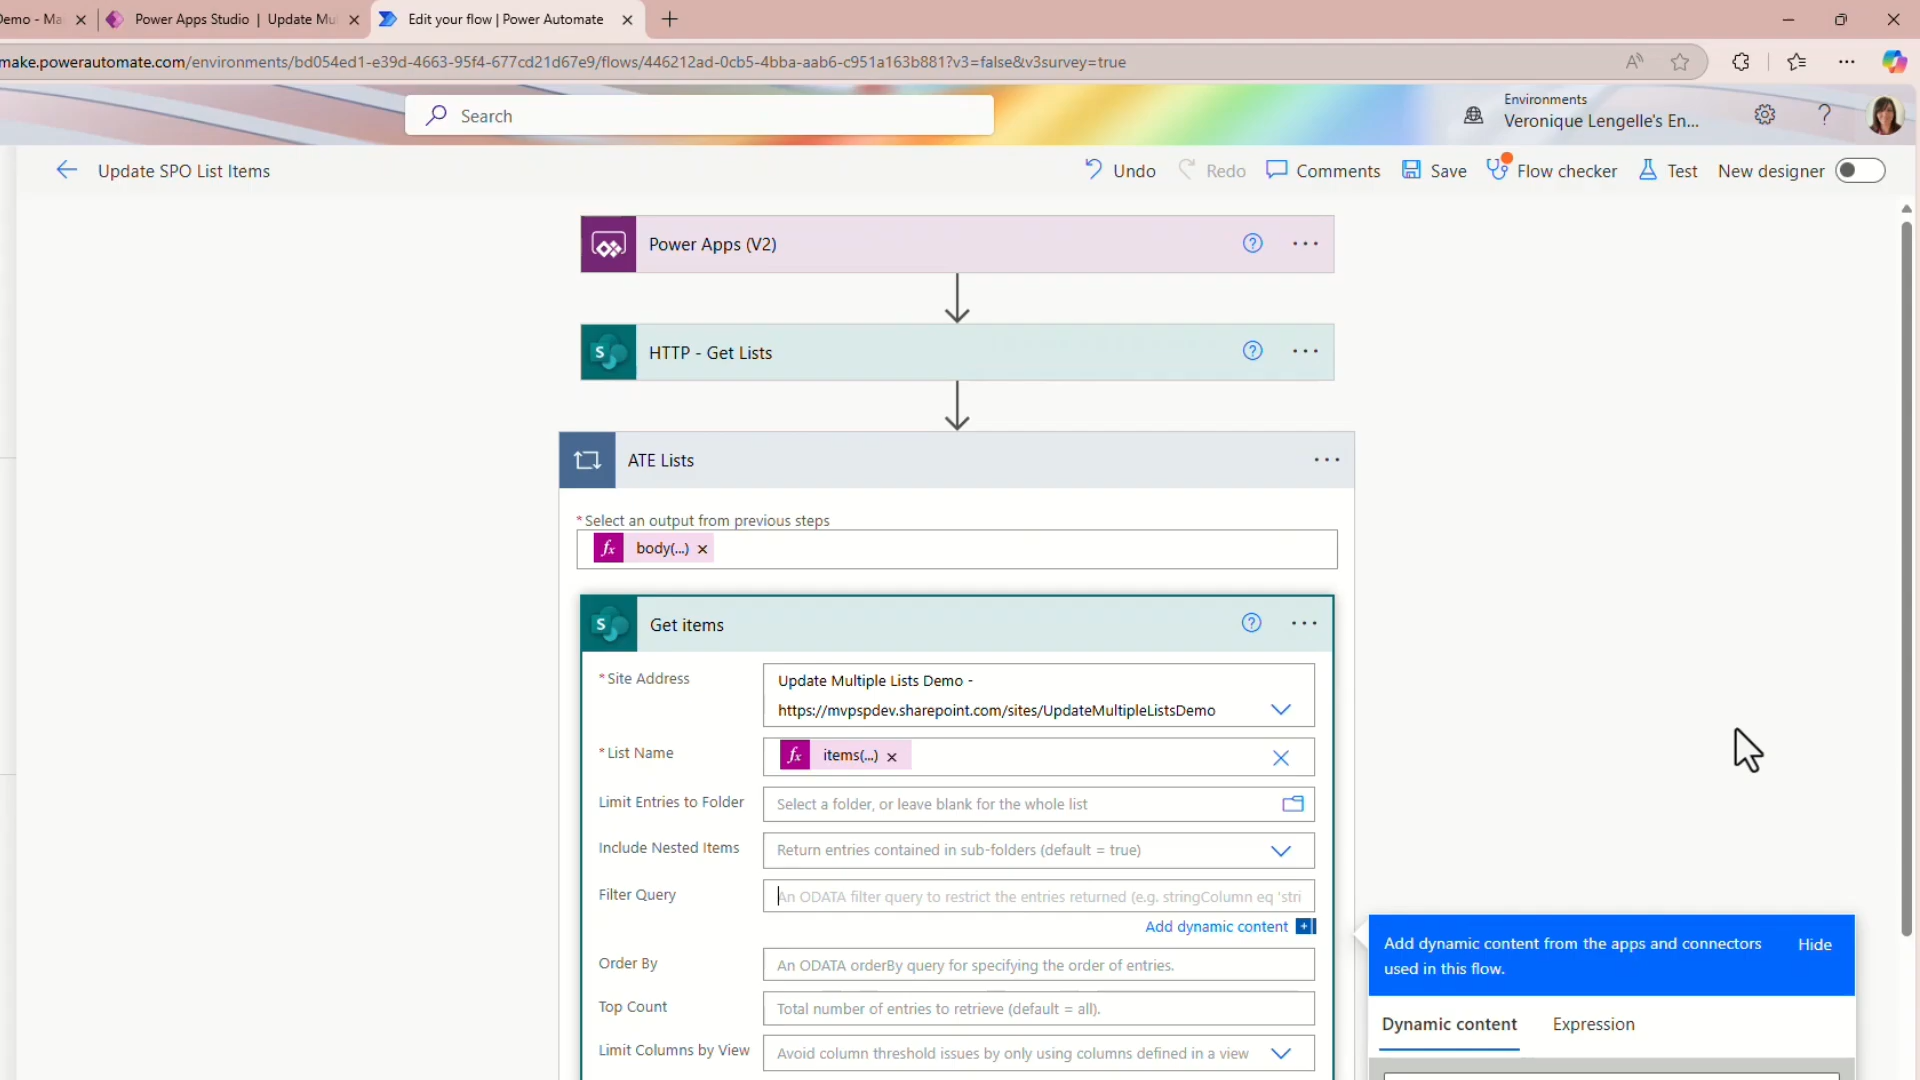 Demo - Ma
Power Apps Studio | Update Mul
Edit your flow | Power Automate
make.powerautomate.com/environments/bd054ed1-e39d-4663-95f4-677cd21d67e9/flows/446212ad-0cb5-4bba-aab6-c951a163b881?v3=false&v3survey=true
Search
Environments
Veronique Lengelle's En...
Update SPO List Items
Undo
Redo
Comments
Save
Flow checker
Test
New designer
Power Apps (V2)
HTTP - Get Lists
ATE Lists
* Select an output from previous steps
fx body(...)
S Get items
* Site Address
Update Multiple Lists Demo -
https://mvpspdev.sharepoint.com/sites/UpdateMultipleListsDemo
* List Name
fx items(...)
Limit Entries to Folder
Select a folder, or leave blank for the whole list
Include Nested Items
Return entries contained in sub-folders (default = true)
Filter Query
An ODATA filter query to restrict the entries returned (e.g. stringColumn eq 'stri
Add dynamic content
Order By
An ODATA orderBy query for specifying the order of entries.
Top Count
Total number of entries to retrieve (default = all).
Limit Columns by View
Avoid column threshold issues by only using columns defined in a view
Add dynamic content from the apps and connectors
used in this flow.
Hide
Dynamic content
Expression